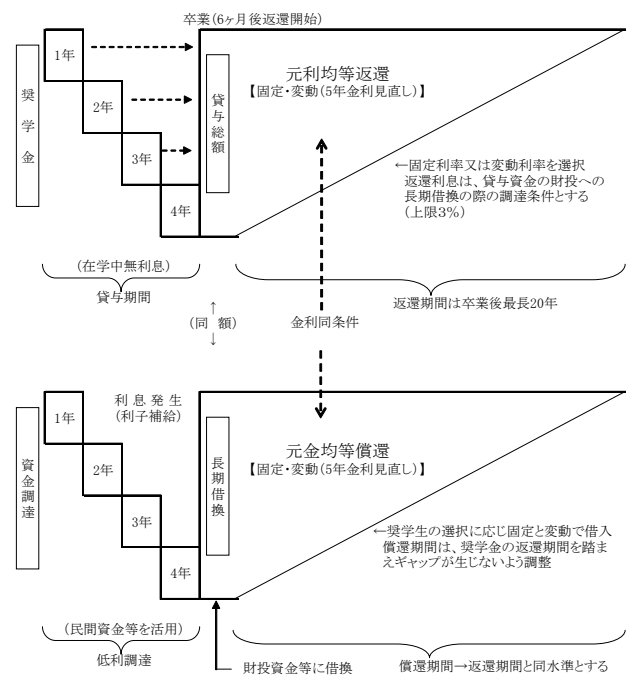 卒業(6ヶ月後返還開始)
1年
2年
3年
4年
奨学金
貸与総額
元利均等返還
【固定・変動(5年金利見直し)】
←固定利率又は変動利率を選択
返還利息は、貸与資金の財投への
長期借換の際の調達条件とする
(上限3%)
(在学中無利息)
貸与期間
返還期間は卒業後最長20年
↑
(同 額)
↓
金利同条件
利息発生
(利子補給)
1年
2年
3年
4年
資金調達
長期借換
元金均等償還
【固定・変動(5年金利見直し)】
←奨学生の選択に応じ固定と変動で借入
償還期間は、奨学金の返還期間を踏ま
えギャップが生じないよう調整
(民間資金等を活用)
低利調達
財投資金等に借換
償還期間→返還期間と同水準とする